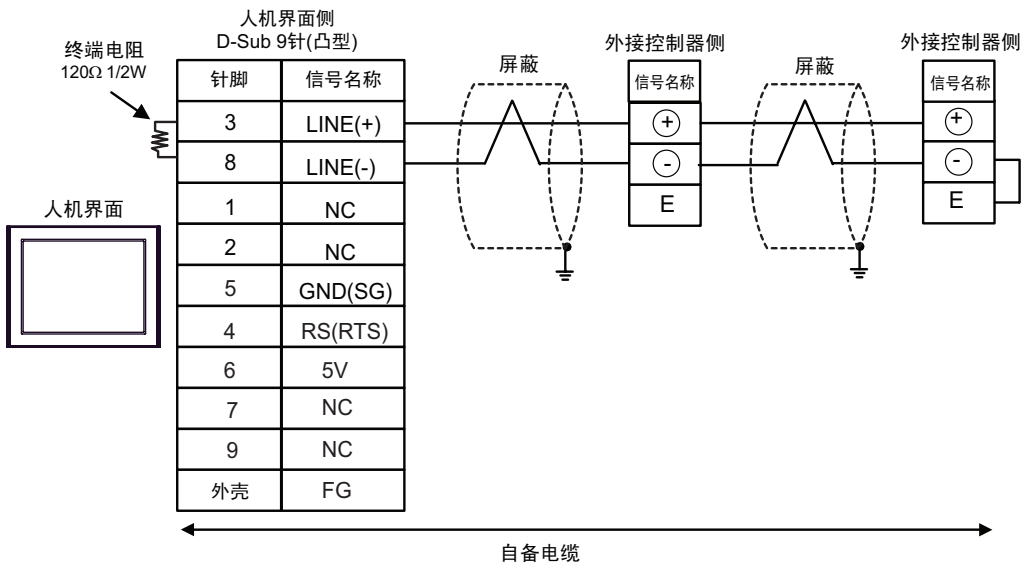 人机界面侧
D-Sub 9针(凸型)
终端电阻
120Ω 1/2W
人机界面
针脚 信号名称
3 LINE(+)
8 LINE(-)
1 NC
2 NC
5 GND(SG)
4 RS(RTS)
6 5V
7 NC
9 NC
外壳 FG
屏蔽
外接控制器侧
信号名称
+
-
E
屏蔽
外接控制器侧
信号名称
+
-
E
自备电缆